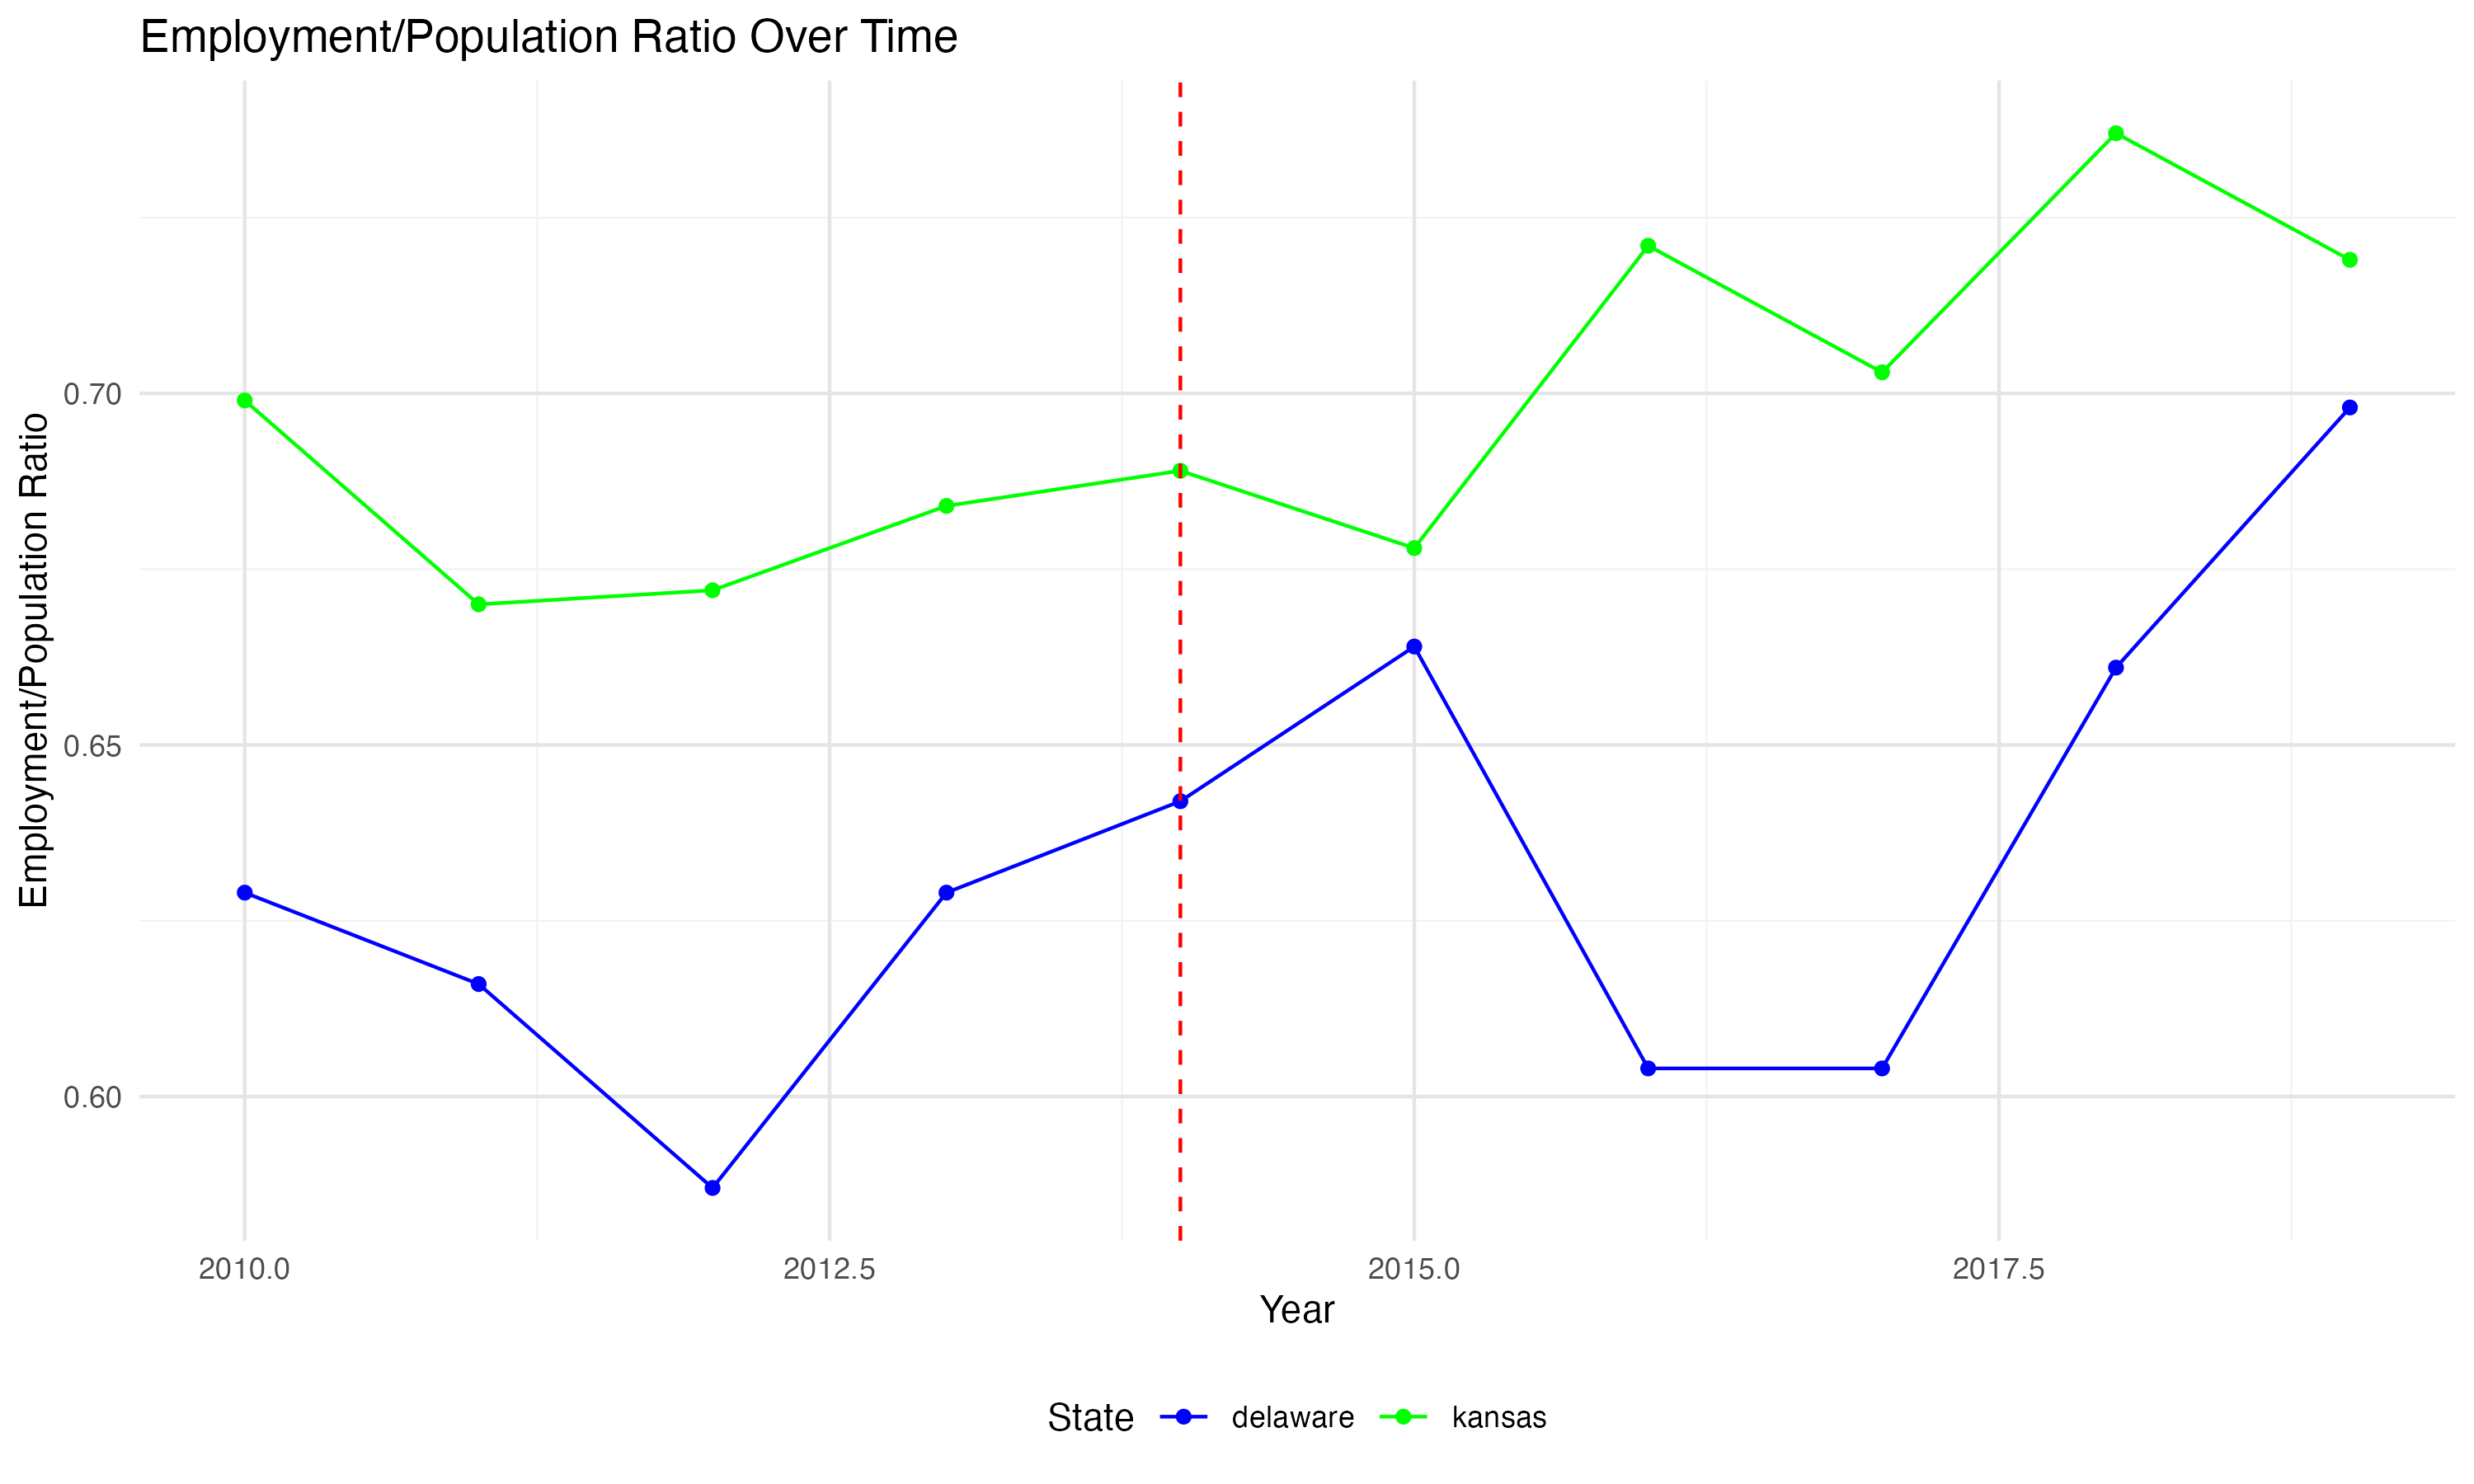 Employment/Population Ratio Over Time
Employment/Population Ratio
0.70
0.65
0.60
2010.0 2012.5 2015.0 2017.5
Year
State delaware kansas